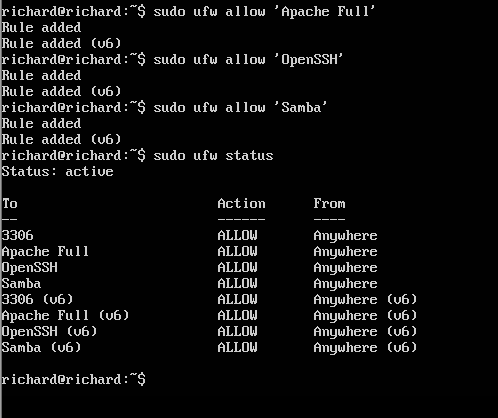 richard@richard:~$ sudo ufw allow 'Apache Full'
Rule added
Rule added (v6)
richard@richard:~$ sudo ufw allow 'OpenSSH'
Rule added
Rule added (v6)
richard@richard:~$ sudo ufw allow 'Samba'
Rule added
Rule added (v6)
richard@richard:~$ sudo ufw status
Status: active

To                         Action      From
--                         ------      ----
3306                       ALLOW       Anywhere
Apache Full                ALLOW       Anywhere
OpenSSH                    ALLOW       Anywhere
Samba                      ALLOW       Anywhere
3306 (v6)                  ALLOW       Anywhere (v6)
Apache Full (v6)           ALLOW       Anywhere (v6)
OpenSSH (v6)               ALLOW       Anywhere (v6)
Samba (v6)                 ALLOW       Anywhere (v6)

richard@richard:~$